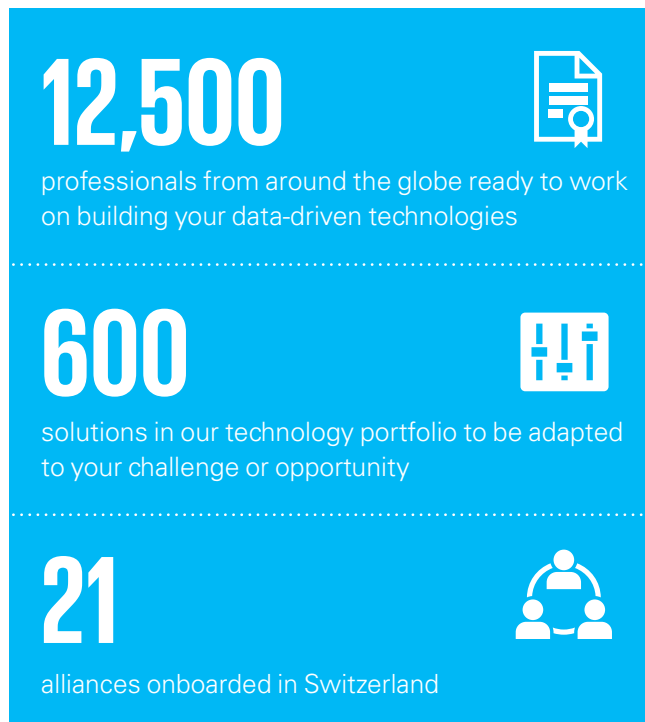 12,500
professionals from around the globe ready to work
on building your data-driven technologies
600
solutions in our technology portfolio to be adapted
to your challenge or opportunity
21
alliances onboarded in Switzerland